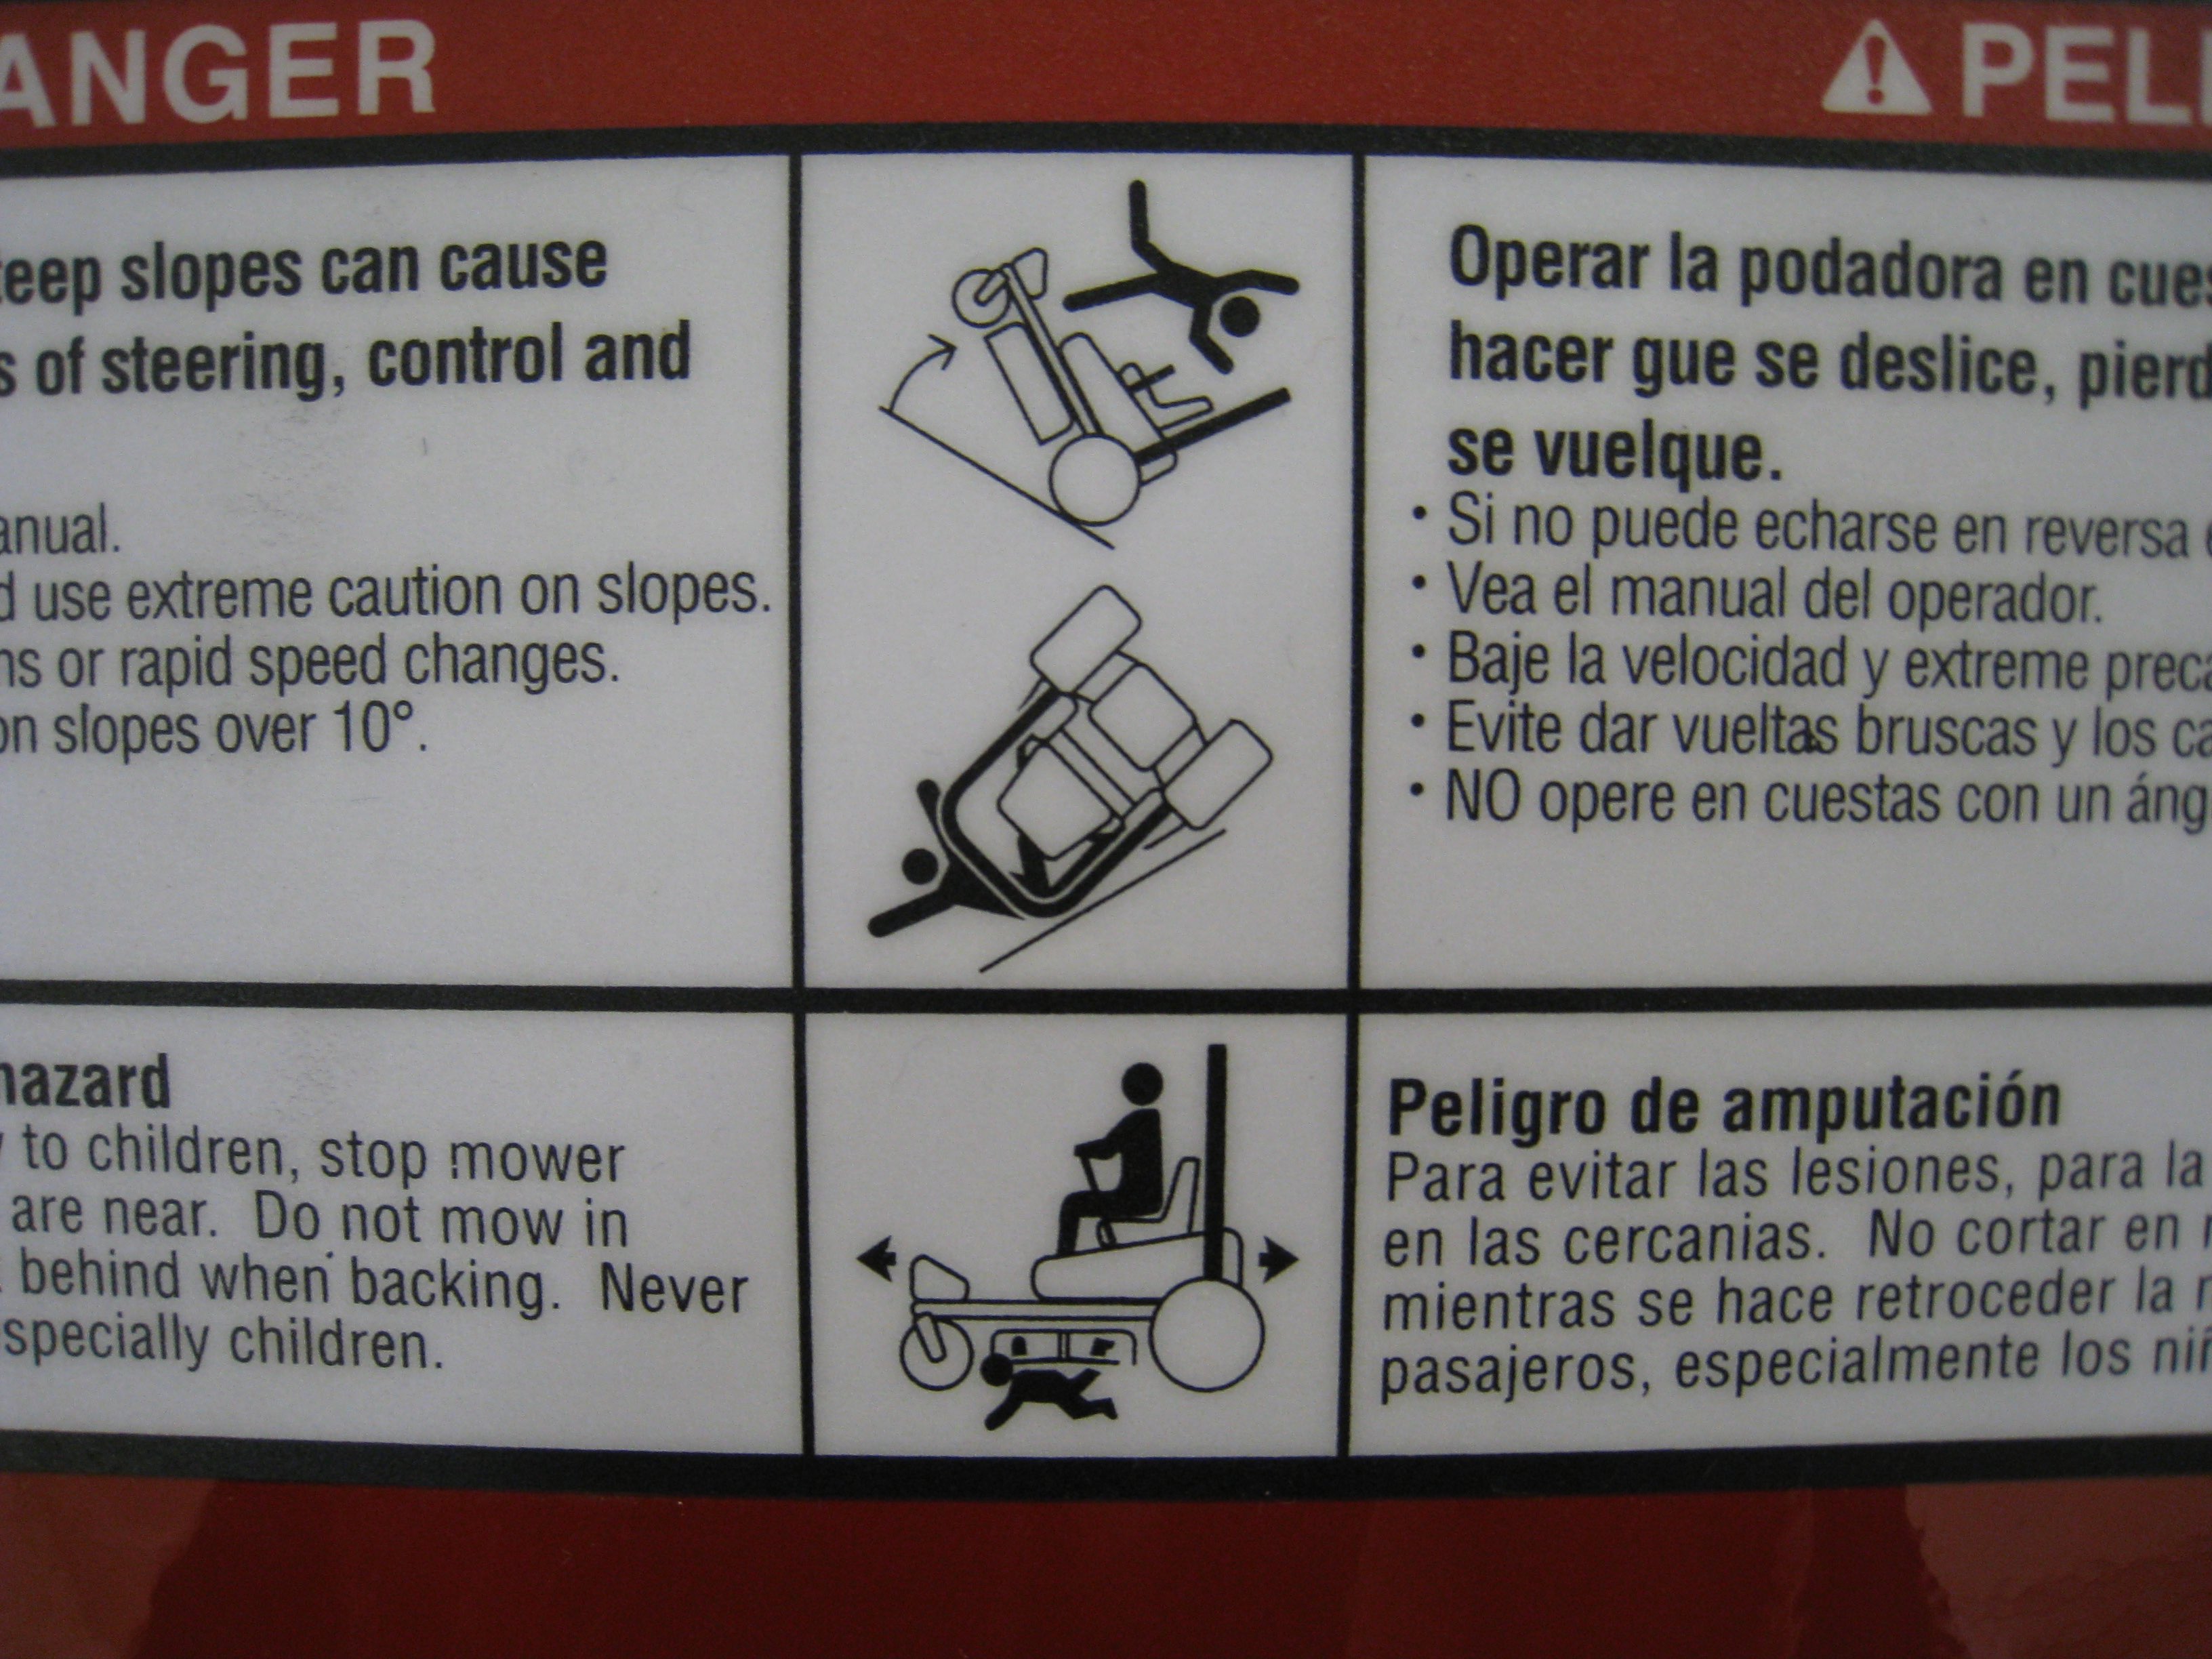 ANGER
teep slopes can cause
s of steering, control and
anual.
d use extreme caution on slopes.
ns or rapid speed changes.
on slopes over 10°.
hazard
y to children, stop mower
are near. Do not mow in
behind when backing. Never
specially children.
PELI
Operar la podadora en cues
hacer gue se deslice, pierd
se vuelque.
• Si no puede echarse en reversa
• Vea el manual del operador.
• Baje la velocidad y extreme preca
• Evite dar vueltas bruscas y los ca
• NO opere en cuestas con un áng
Peligro de amputación
Para evitar las lesiones, para la
en las cercanias. No cortar en
mientras se hace retroceder la
pasajeros, especialmente los niñ